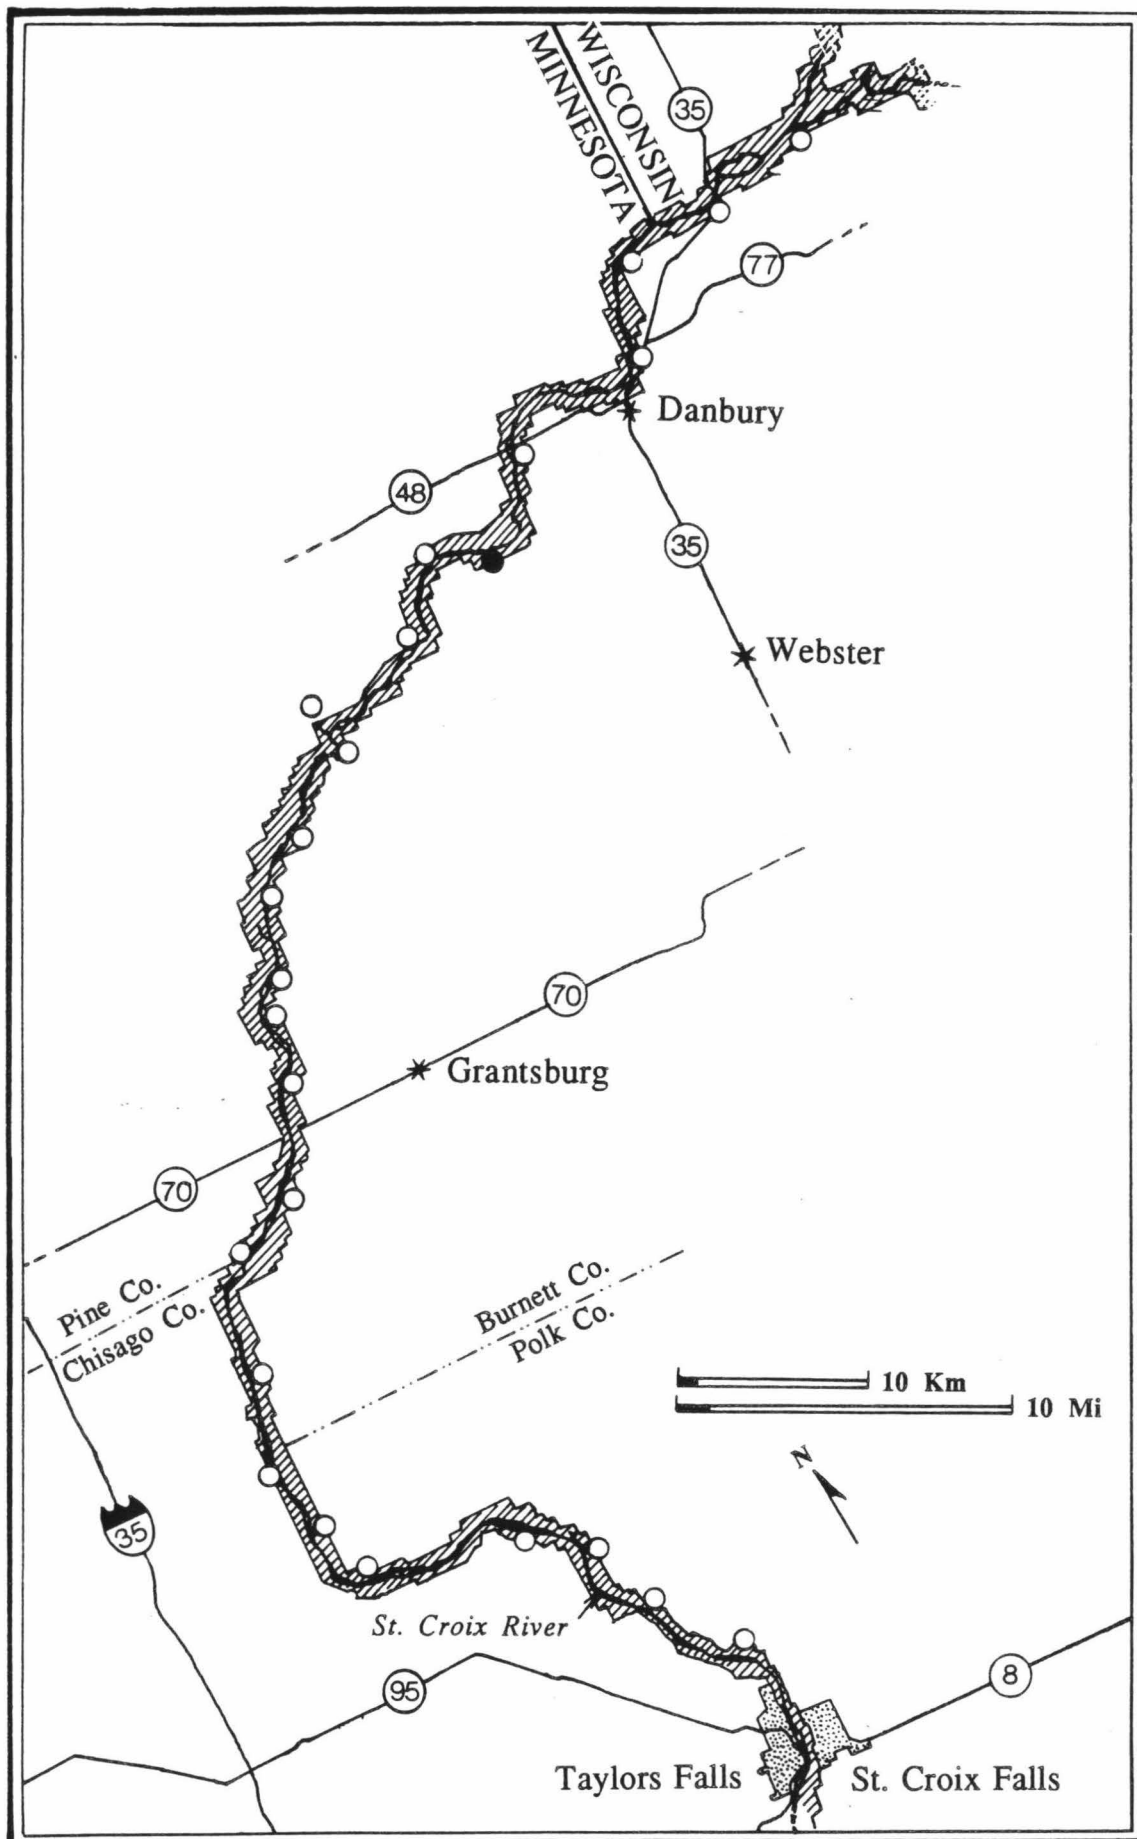 WISCONSIN
MINNESOTA
35
77
Danbury
48
35
Webster
70
Grantsburg
70
Pine Co.
Chisago Co.
Burnett Co.
Polk Co.
10 Km
10 Mi
N
35
St. Croix River
95
8
Taylors Falls
St. Croix Falls